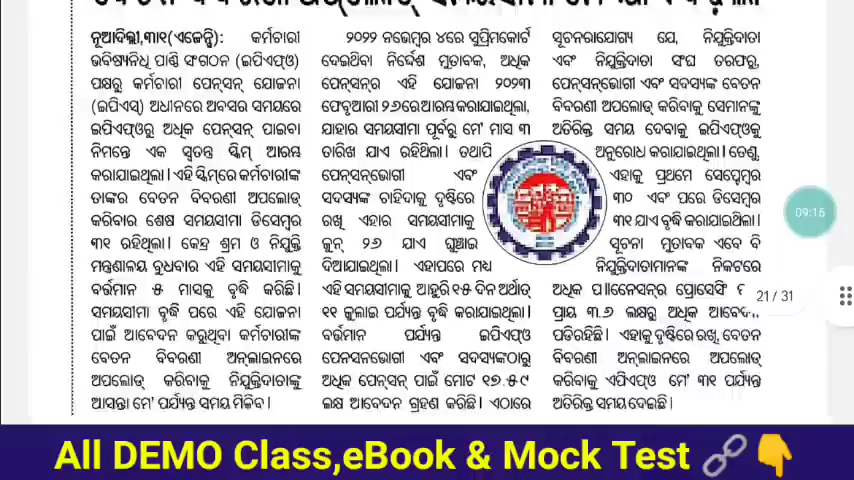 ନୂଆଦିଲ୍ଲୀ,୩୧(ଏଜେନ୍ସି): କର୍ମଚାରୀ
ଭବିଷ୍ୟନିଧି ପାଣ୍ଠି ସଂଗଠନ (ଇପିଏଫ୍ଓ)
ପକ୍ଷରୁ କର୍ମଚାରୀ ପେନ୍‌ସନ୍ ଯୋଜନା
(ଇପିଏସ୍) ଅଧୀନରେ ଅବସର ସମୟରେ
ଇପିଏଫ୍ଓରୁ ଅଧିକ ପେନ୍‌ସନ୍ ପାଇବା
ନିମନ୍ତେ ଏକ ସ୍ବତନ୍ତ୍ର ସ୍କିମ୍ ଆରମ୍ଭ
କରାଯାଇଥିଲା। ଏହି ସ୍କିମ୍‌ରେ କର୍ମଚାରୀଙ୍କ
ତାଙ୍କର ବେତନ ବିବରଣୀ ଅପଲୋଡ୍
କରିବାର ଶେଷ ସମୟସୀମା ଡିସେମ୍ବର
୩୧ ରହିଥିଲା। କେନ୍ଦ୍ର ଶ୍ରମ ଓ ନିଯୁକ୍ତି
ମନ୍ତ୍ରଣାଳୟ ବୁଧବାର ଏହି ସମୟସୀମାକୁ
ବର୍ତ୍ତମାନ ୫ ମାସକୁ ବୃଦ୍ଧି କରିଛି।
ସମୟସୀମା ବୃଦ୍ଧି ପରେ ଏହି ଯୋଜନା
ପାଇଁ ଆବେଦନ କରୁଥିବା କର୍ମଚାରୀଙ୍କ
ବେତନ ବିବରଣୀ ଅନ୍‌ଲାଇନରେ
ଅପଲୋଡ୍ କରିବାକୁ ନିଯୁକ୍ତିଦାତାଙ୍କୁ
ଆସନ୍ତା ମେ' ପର୍ଯ୍ୟନ୍ତ ସମୟ ମିଳିବ।
୨୦୨୨ ନଭେମ୍ବର ୪ରେ ସୁପ୍ରିମକୋର୍ଟ
ଦେଇଥିବା ନିର୍ଦ୍ଦେଶ ମୁତାବକ, ଅଧିକ
ପେନ୍‌ସନ୍‌ର ଏହି ଯୋଜନା ୨୦୨୩
ଫେବୃଆରୀ ୨୬ରେ ଆରମ୍ଭ କରାଯାଇଥିଲା,
ଯାହାର ସମୟସୀମା ପୂର୍ବରୁ ମେ' ମାସ ୩
ତାରିଖ ଯାଏ ରହିଥିଲା। ତଥାପି
ପେନ୍‌ସନ୍‌ଭୋଗୀ ଏବଂ
ସଦସ୍ୟଙ୍କ ଚାହିଦାକୁ ଦୃଷ୍ଟିରେ
ରଖି ଏହାର ସମୟସୀମାକୁ
ଜୁନ୍ ୨୬ ଯାଏ ଘୁଞ୍ଚାଇ
ଦିଆଯାଇଥିଲା। ଏହାପରେ ମଧ୍ୟ
ଏହି ସମୟସୀମାକୁ ଆହୁରି ୧୫ ଦିନ ଅର୍ଥାତ୍
୧୧ ଜୁଲାଇ ପର୍ଯ୍ୟନ୍ତ ବୃଦ୍ଧି କରାଯାଇଥିଲା।
ବର୍ତ୍ତମାନ ପର୍ଯ୍ୟନ୍ତ ଇପିଏଫ୍ଓ
ପେନସନଭୋଗୀ ଏବଂ ସଦସ୍ୟଙ୍କଠାରୁ
ଅଧିକ ପେନ୍‌ସନ୍ ପାଇଁ ମୋଟ ୧୭.୫୯
ଲକ୍ଷ ଆବେଦନ ଗ୍ରହଣ କରିଛି। ଏଠାରେ
ସୂଚନାରଯୋଗ୍ୟ ଯେ, ନିଯୁକ୍ତିଦାତା
ଏବଂ ନିଯୁକ୍ତିଦାତା ସଂଘ ତରଫରୁ,
ପେନ୍‌ସନ୍‌ଭୋଗୀ ଏବଂ ସଦସ୍ୟଙ୍କ ବେତନ
ବିବରଣୀ ଅପଲୋଡ୍ କରିବାକୁ ସେମାନଙ୍କୁ
ଅତିରିକ୍ତ ସମୟ ଦେବାକୁ ଇପିଏଫ୍ଓକୁ
ଅନୁରୋଧ କରାଯାଇଥିଲା। ତେଣୁ,
ଏହାକୁ ପ୍ରଥମେ ସେପ୍ଟେମ୍ବର
୩୦ ଏବଂ ପରେ ଡିସେମ୍ବର
୩୧ ଯାଏ ବୃଦ୍ଧି କରାଯାଇଥିଲା।
ସୂଚନା ମୁତାବକ ଏବେ ବି
ନିଯୁକ୍ତିଦାତାମାନଙ୍କ ନିକଟରେ
ଅଧିକ ପ୍ରୋସେସିଂ
ପ୍ରାୟ ୩.୬ ଲକ୍ଷରୁ ଅଧିକ
ପଡିରହିଛି। ଏହାକୁ ଦୃଷ୍ଟିରେ ରଖି, ବେତନ
ବିବରଣୀ ଅନ୍‌ଲାଇନରେ ଅପଲୋଡ୍
କରିବାକୁ ଏପିଏଫ୍ଓ ମେ' ୩୧ ପର୍ଯ୍ୟନ୍ତ
ଅତିରିକ୍ତ ସମୟ ଦେଇଛି।
09:16
21/31
All DEMO Class,eBook & Mock Test 🔗👇